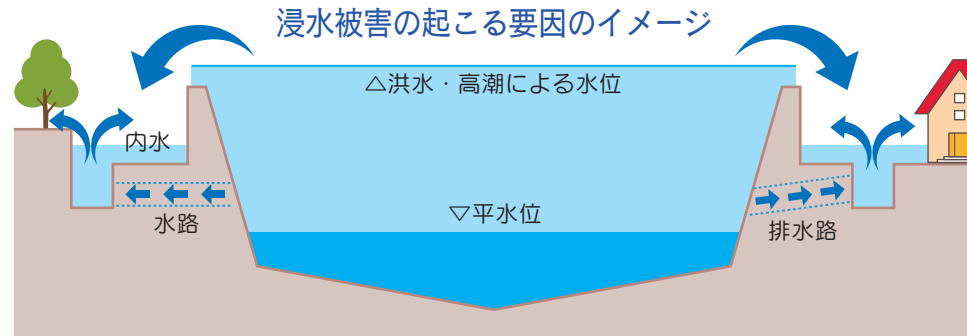 浸水被害の起こる要因のイメージ
△洪水・高潮による水位
内水
▽平水位
水路
排水路